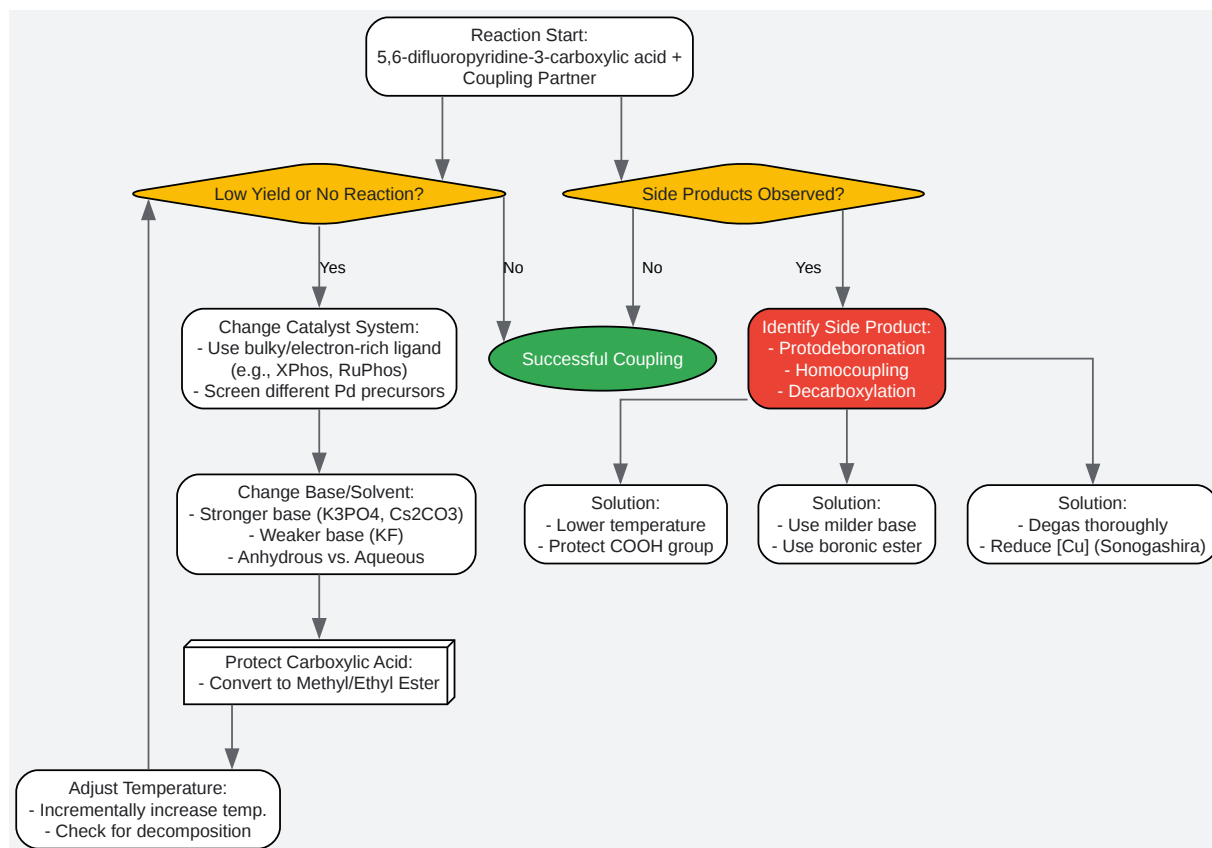 Reaction Start:
5,6-difluoropyridine-3-carboxylic acid +
Coupling Partner
Low Yield or No Reaction?
Side Products Observed?
Yes
No
No
Yes
Change Catalyst System:
- Use bulky/electron-rich ligand
(e.g., XPhos, RuPhos)
- Screen different Pd precursors
Successful Coupling
Identify Side Product:
- Protodeboronation
- Homocoupling
- Decarboxylation
Change Base/Solvent:
- Stronger base (K3PO4, Cs2CO3)
- Weaker base (KF)
- Anhydrous vs. Aqueous
Solution:
- Lower temperature
- Protect COOH group
Solution:
- Use milder base
- Use boronic ester
Solution:
- Degas thoroughly
- Reduce [Cu] (Sonogashira)
Protect Carboxylic Acid:
- Convert to Methyl/Ethyl Ester
Adjust Temperature:
- Incrementally increase temp.
- Check for decomposition